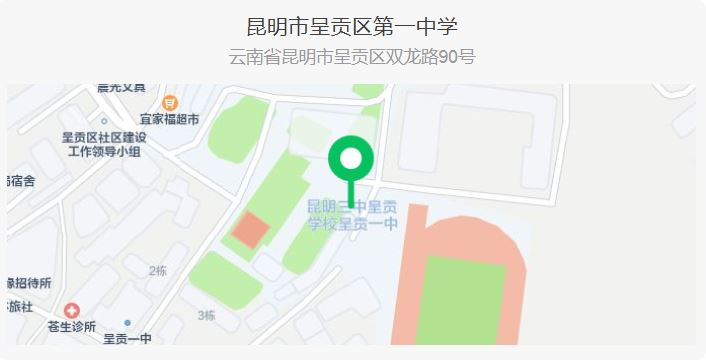 昆明市呈贡区第一中学
云南省昆明市呈贡区双龙路90号
晨光文具
宜家福超市
呈贡区社区建设
工作领导小组
宿舍
昆明三中呈贡
学校呈贡一中
2栋
缘招待所
旅社
3栋
苍生诊所
呈贡一中